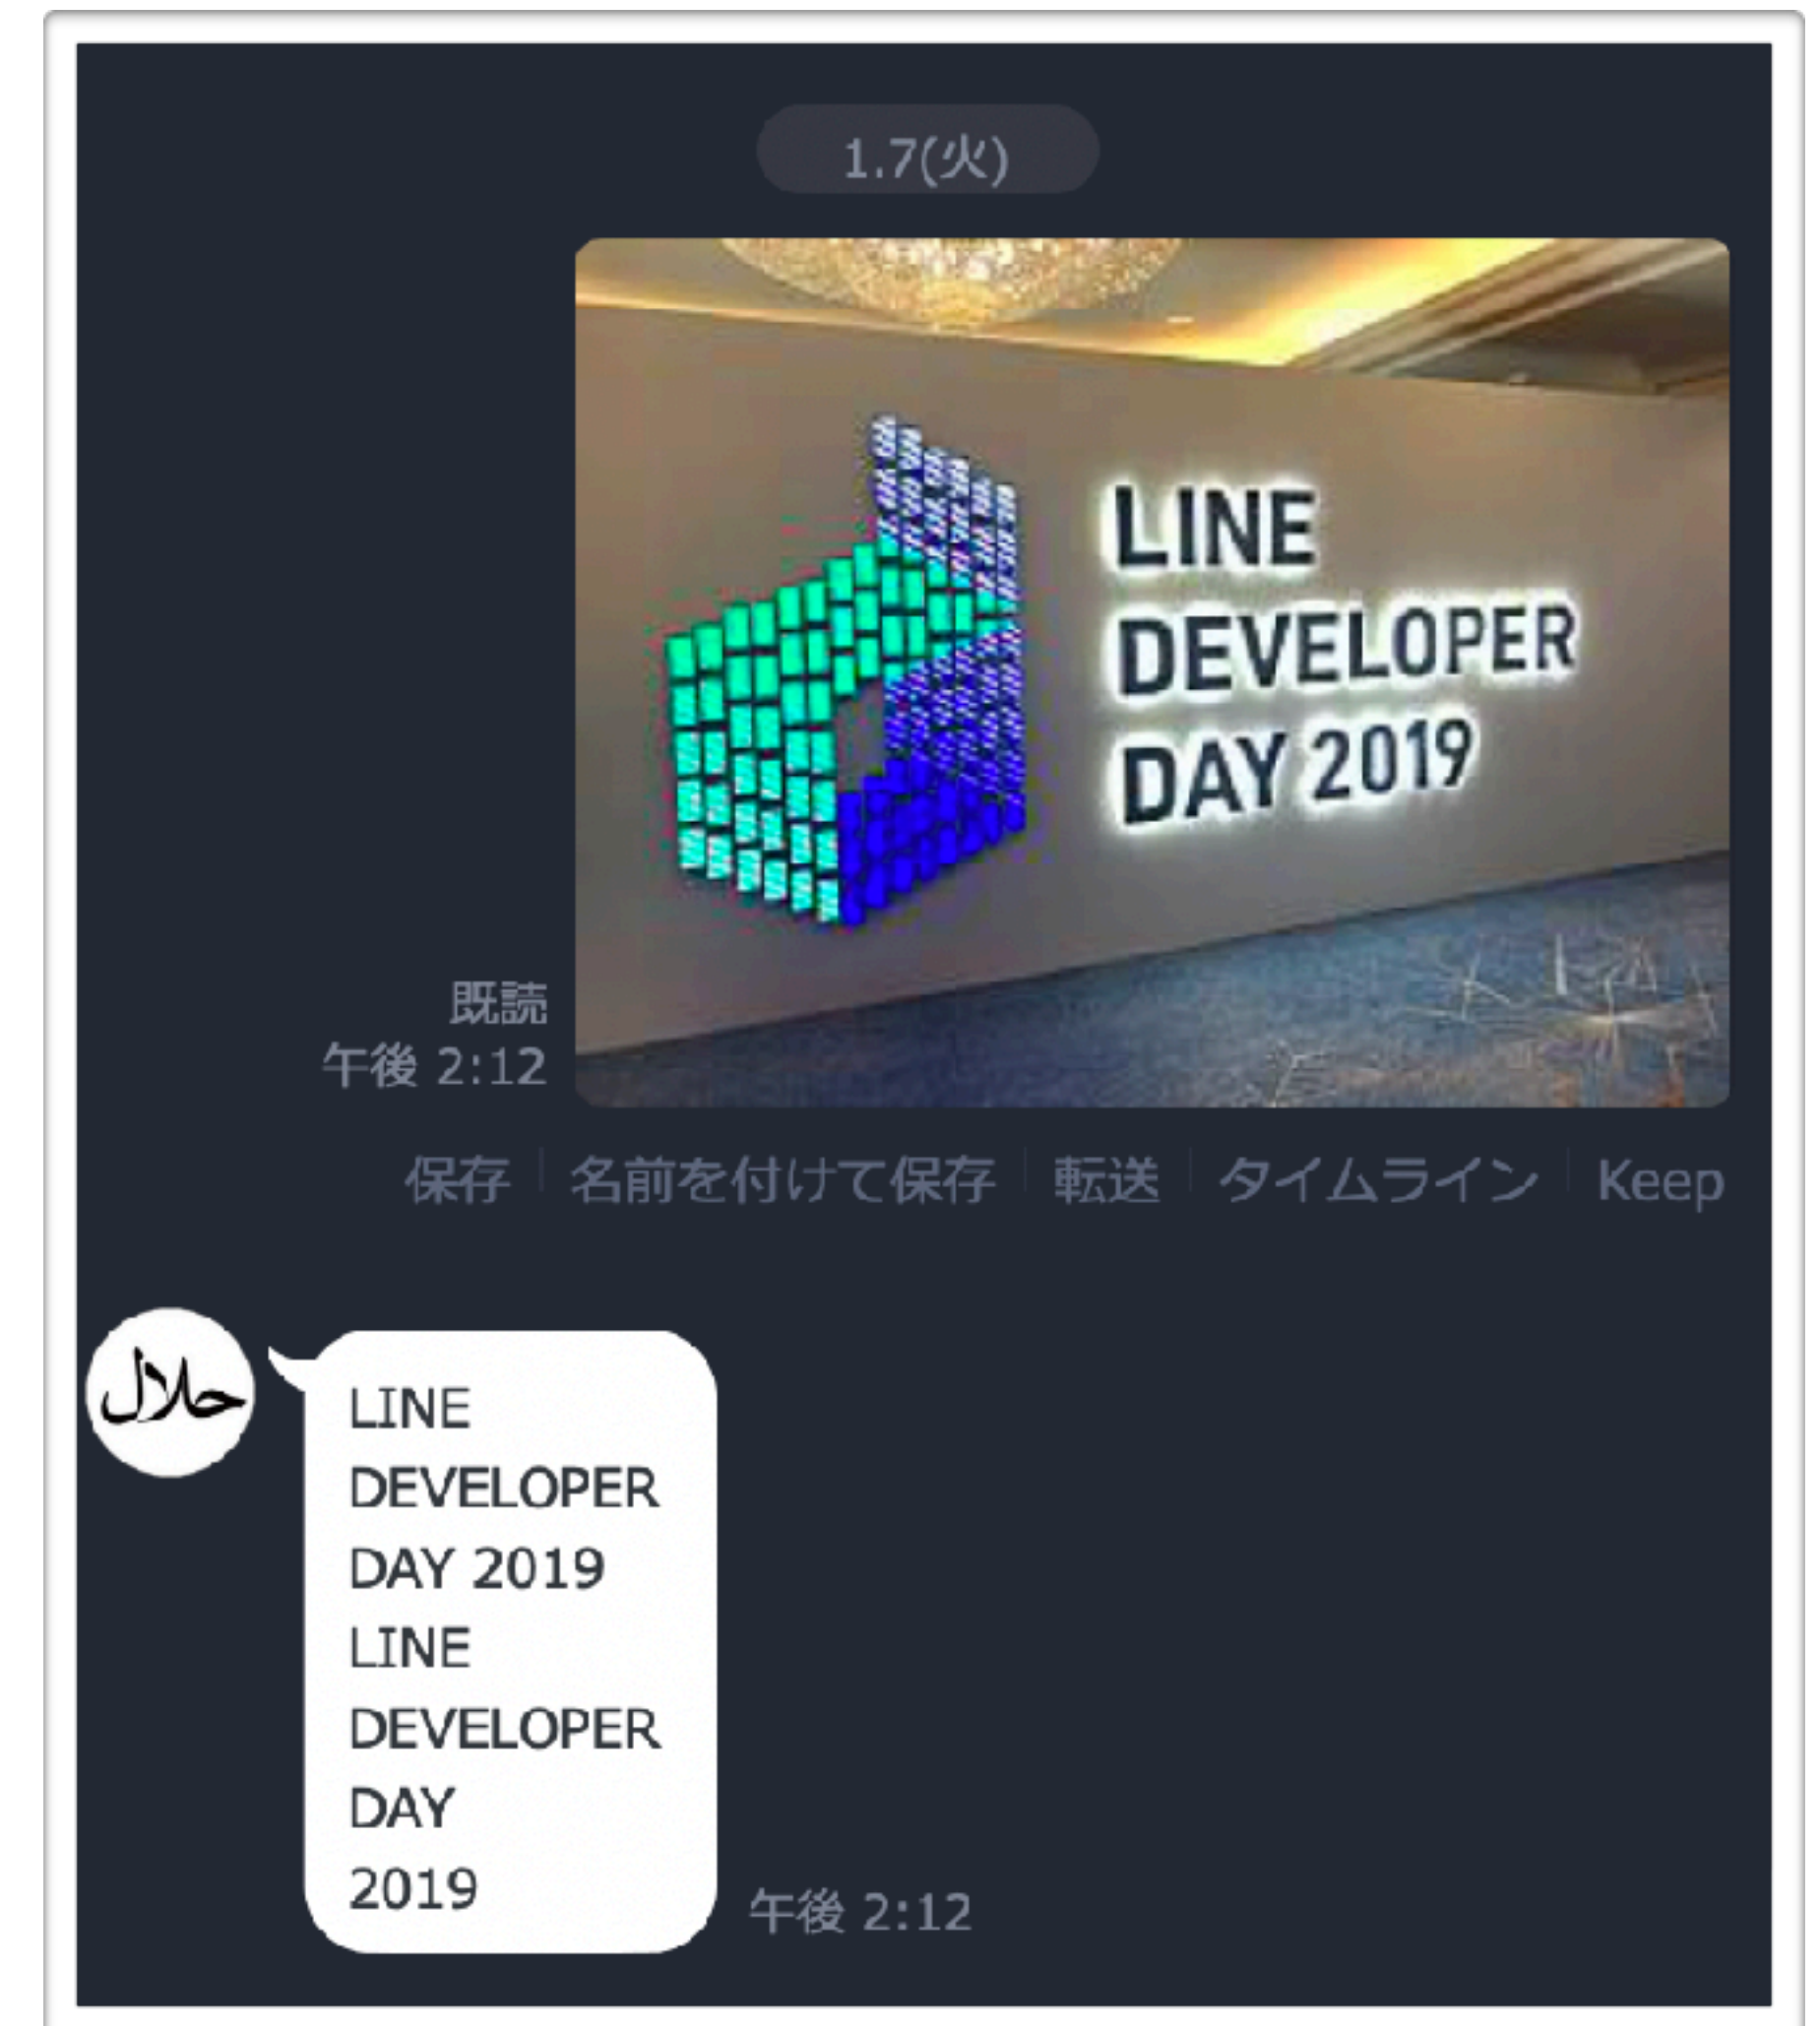 1.7(火)
LINE
DEVELOPER
DAY 2019
既読
午後 2:12
保存 名前を付けて保存 転送 タイムライン Keep
حلال
LINE
DEVELOPER
DAY 2019
LINE
DEVELOPER
DAY
2019
午後 2:12